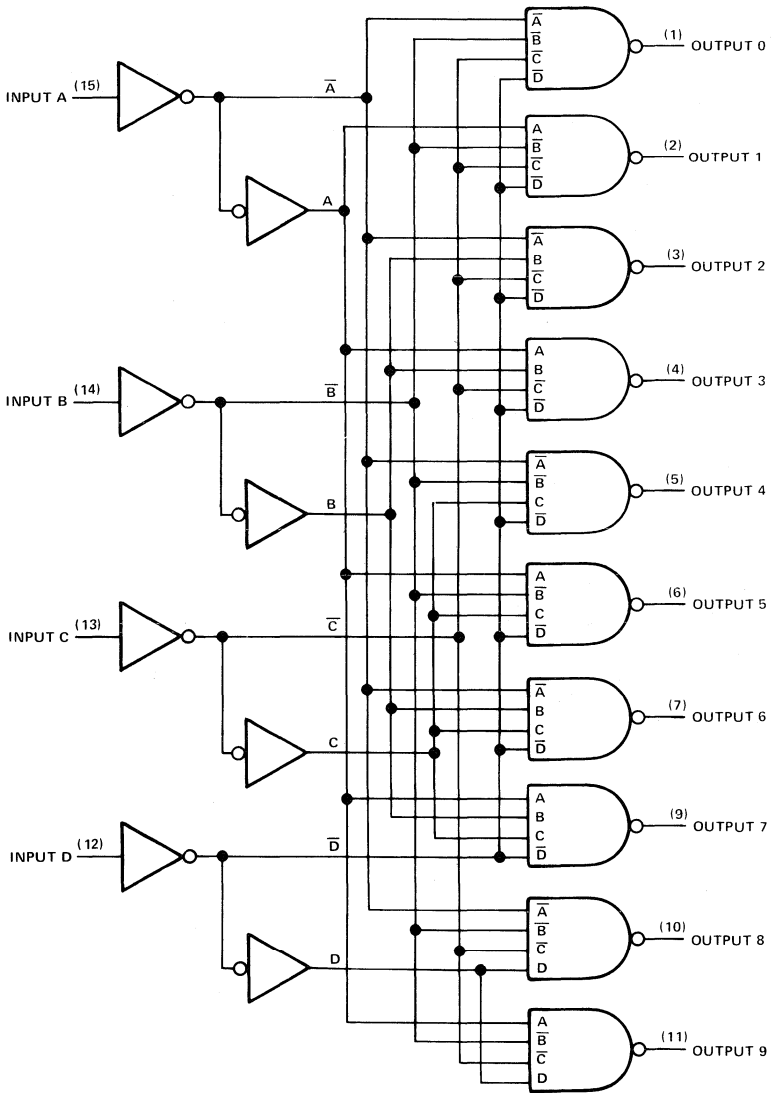 A̅
B̅
C̅
D̅
(1)
OUTPUT 0
INPUT A
(15)
A̅
A
B̅
C̅
D̅
(2)
OUTPUT 1
A
A̅
B
C̅
D̅
(3)
OUTPUT 2
A
B
C̅
D̅
(4)
OUTPUT 3
INPUT B
(14)
B̅
A̅
B̅
C
D̅
(5)
OUTPUT 4
B
A
B̅
C
D̅
(6)
OUTPUT 5
INPUT C
(13)
C̅
A̅
B
C
D̅
(7)
OUTPUT 6
C
A
B
C
D̅
(9)
OUTPUT 7
INPUT D
(12)
D̅
A̅
B̅
C̅
D
(10)
OUTPUT 8
D
A
B̅
C̅
D
(11)
OUTPUT 9